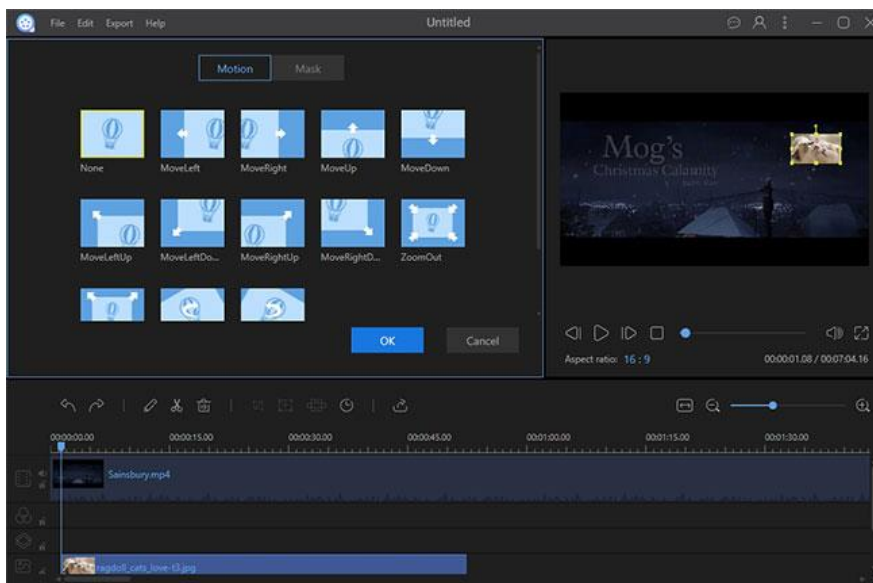 File Edit Export Help Untitled
Motion Mask
None MoveLeft MoveRight MoveUp MoveDown
MoveLeftUp MoveLeftDo... MoveRightUp MoveRightD... ZoomOut
OK Cancel
Mog's
Christmas Calamity
Aspect ratio: 16 : 9 00:00:01.08 / 00:07:04.16
00:00:00.00 00:00:15.00 00:00:30.00 00:00:45.00 00:01:00.00 00:01:15.00 00:01:30.00
Sainsbury.mp4
ragdoll_cats_love-t3.jpg